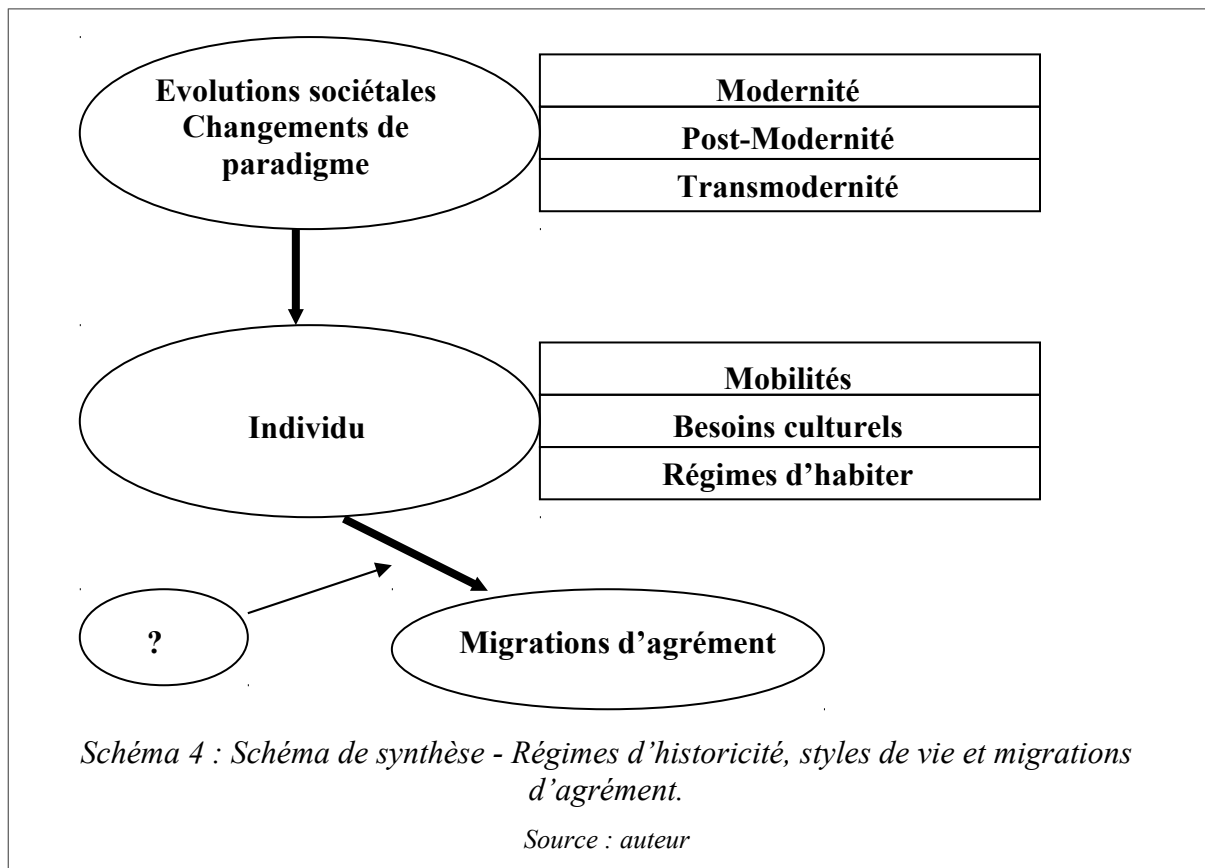 Evolutions sociétales
Changements de
paradigme
Modernité
Post-Modernité
Transmodernité
Individu
Mobilités
Besoins culturels
Régimes d’habiter
?
Migrations d’agrément
Schéma 4 : Schéma de synthèse - Régimes d’historicité, styles de vie et migrations
d’agrément.
Source : auteur